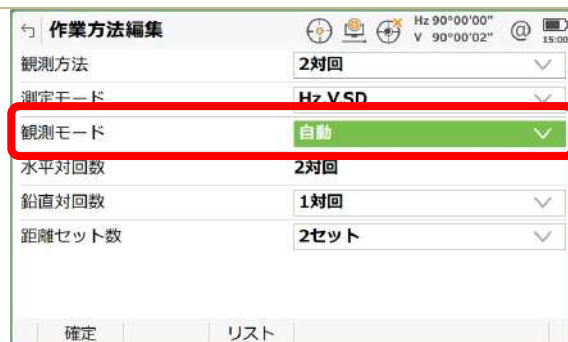 作業方法編集
Hz 90°00'00"
V 90°00'02"
@
15:00
観測方法 2対回
測定モード Hz,V,SD
観測モード 自動
水平対回数 2対回
鉛直対回数 1対回
距離セット数 2セット
確定 リスト